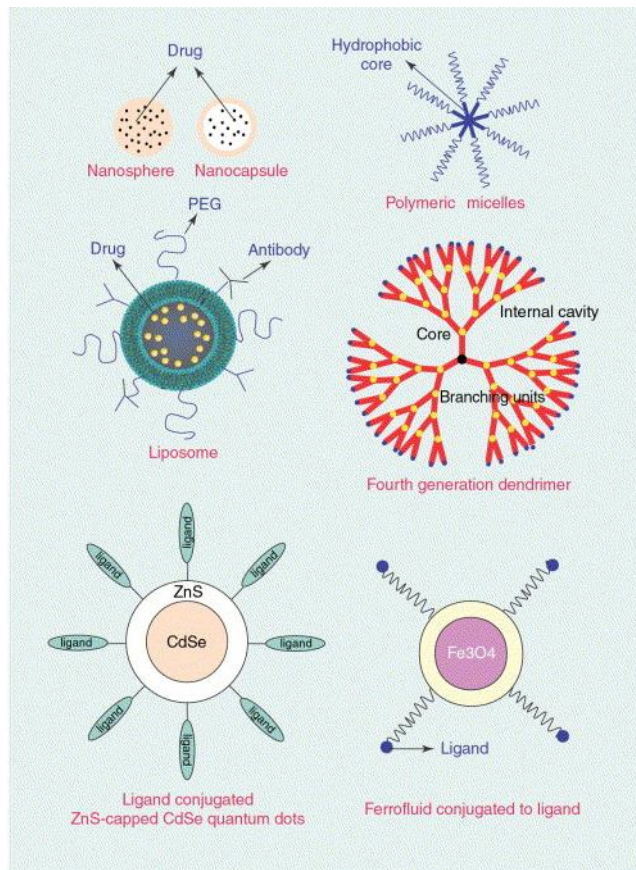 Drug
Nanosphere
Nanocapsule
Hydrophobic
core
Polymeric micelles
PEG
Drug
Antibody
Liposome
Internal cavity
Core
Branching units
Fourth generation dendrimer
ligand
ligand
ligand
ligand
ligand
ligand
ligand
ligand
ZnS
CdSe
Ligand conjugated
ZnS-capped CdSe quantum dots
Fe3O4
Ligand
Ferrofluid conjugated to ligand